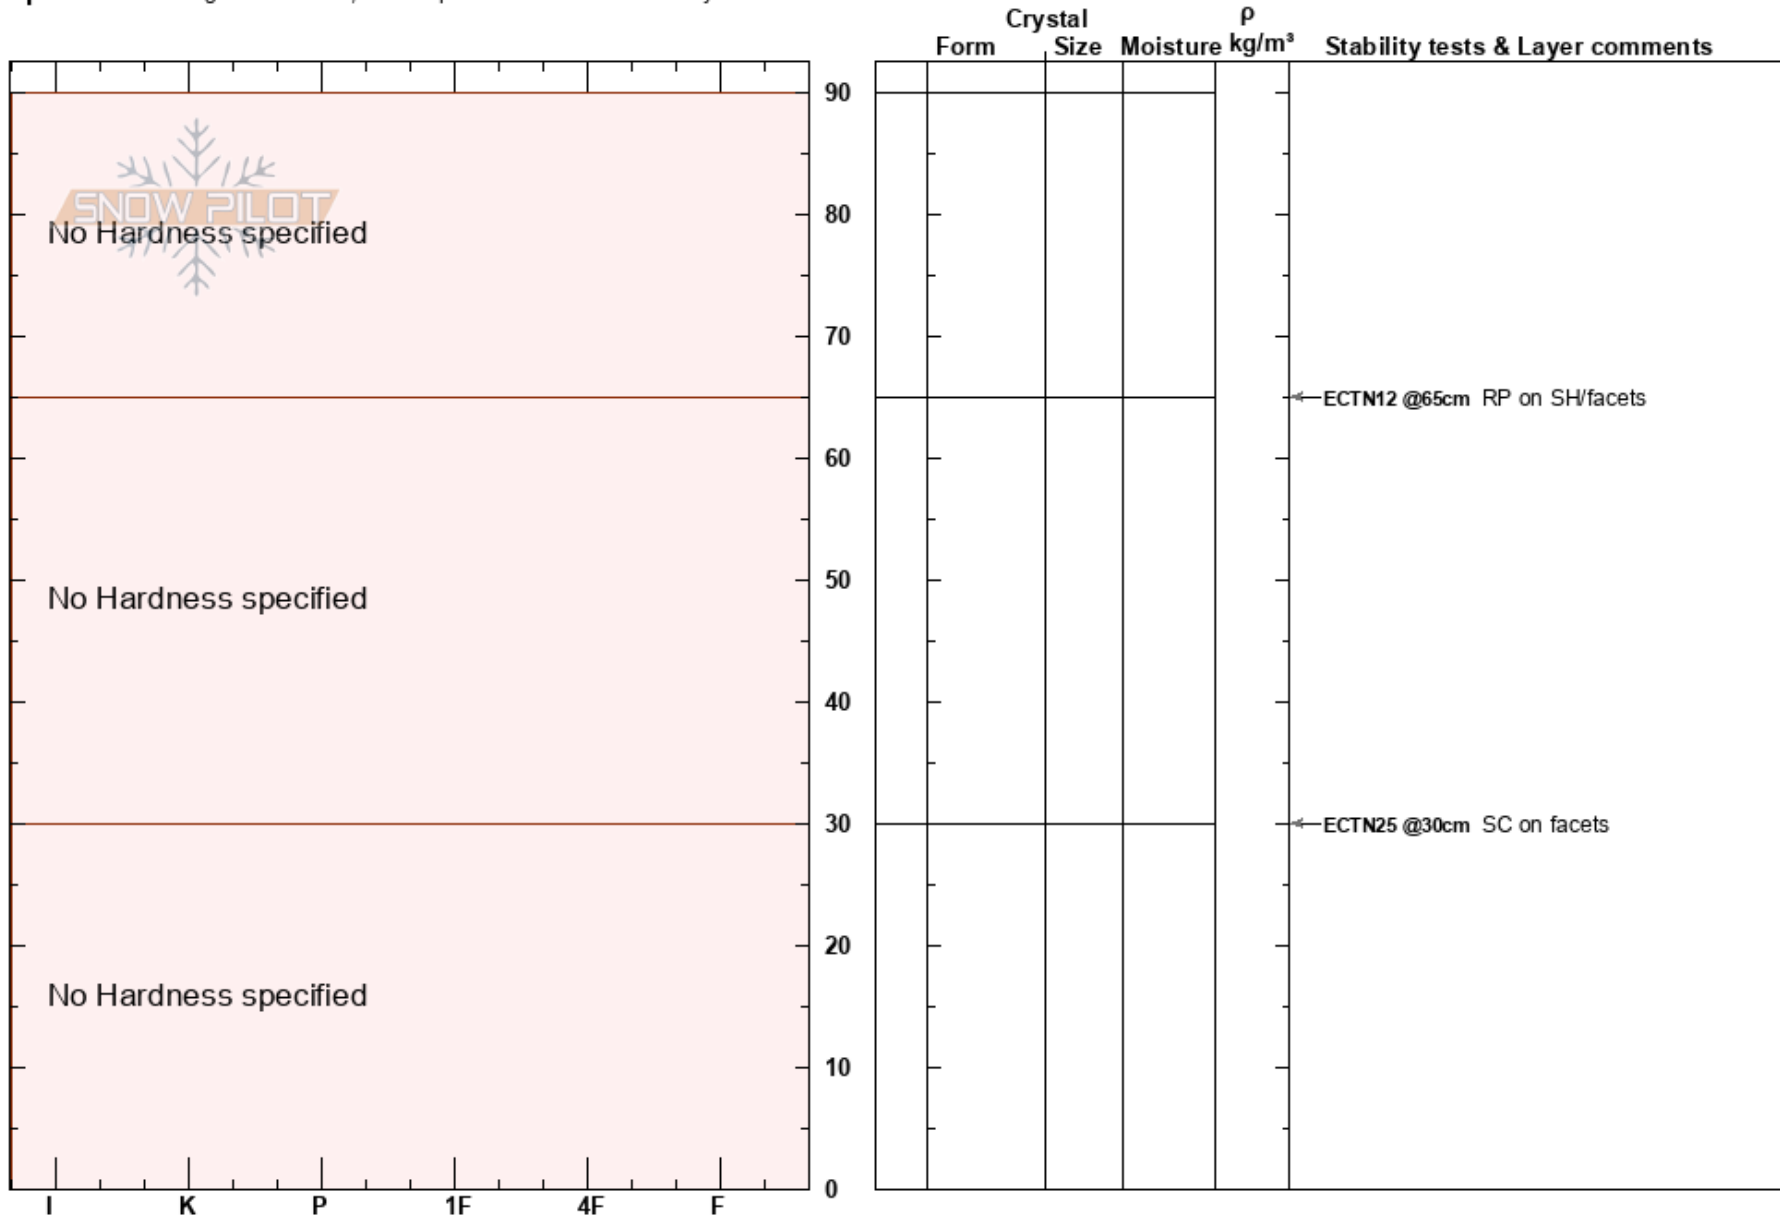 Crystal
ρ
Form Size Moisture kg/m³ Stability tests & Layer comments
90
SNOW PILOT
80
No Hardness specified
70
ECTN12 @65cm RP on SH/facets
60
50
No Hardness specified
40
30
ECTN25 @30cm SC on facets
20
No Hardness specified
10
0
I K P 1F 4F F